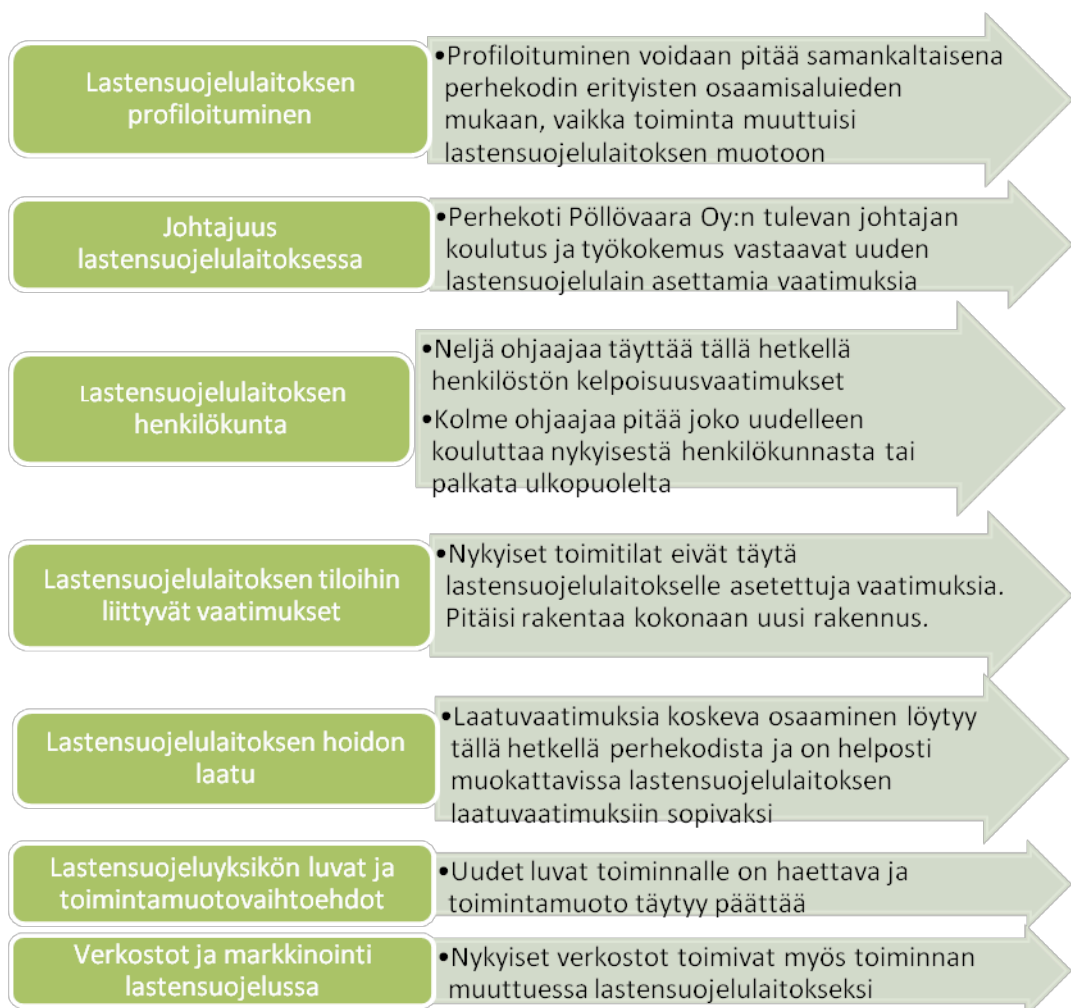 Lastensuojelulaitoksen
profiloituminen
•Profiloituminen voidaan pitää samankaltaisena
perhekodin erityisten osaamisaluieden
mukaan, vaikka toiminta muuttuisi
lastensuojelulaitoksen muotoon
Johtajuus
lastensuojelulaitoksessa
•Perhekoti Pöllövaara Oy:n tulevan johtajan
koulutus ja työkokemus vastaavat uuden
lastensuojelulain asettamia vaatimuksia
Lastensuojelulaitoksen
henkilökunta
•Neljä ohjaajaa täyttää tällä hetkellä
henkilöstön kelpoisuusvaatimukset
•Kolme ohjaajaa pitää joko uudelleen
kouluttaa nykyisestä henkilökunnasta tai
palkata ulkopuolelta
Lastensuojelulaitoksen tiloihin
liittyvät vaatimukset
•Nykyiset toimitilat eivät täytä
lastensuojelulaitokselle asetettuja vaatimuksia.
Pitäisi rakentaa kokonaan uusi rakennus.
Lastensuojelulaitoksen hoidon
laatu
•Laatuvaatimuksia koskeva osaaminen löytyy
tällä hetkellä perhekodista ja on helposti
muokattavissa lastensuojelulaitoksen
laatuvaatimuksiin sopivaksi
Lastensuojeluyksikön luvat ja
toimintamuotovaihtoehdot
•Uudet luvat toiminnalle on haettava ja
toimintamuoto täytyy päättää
Verkostot ja markkinointi
lastensuojelussa
•Nykyiset verkostot toimivat myös toiminnan
muuttuessa lastensuojelulaitokseksi